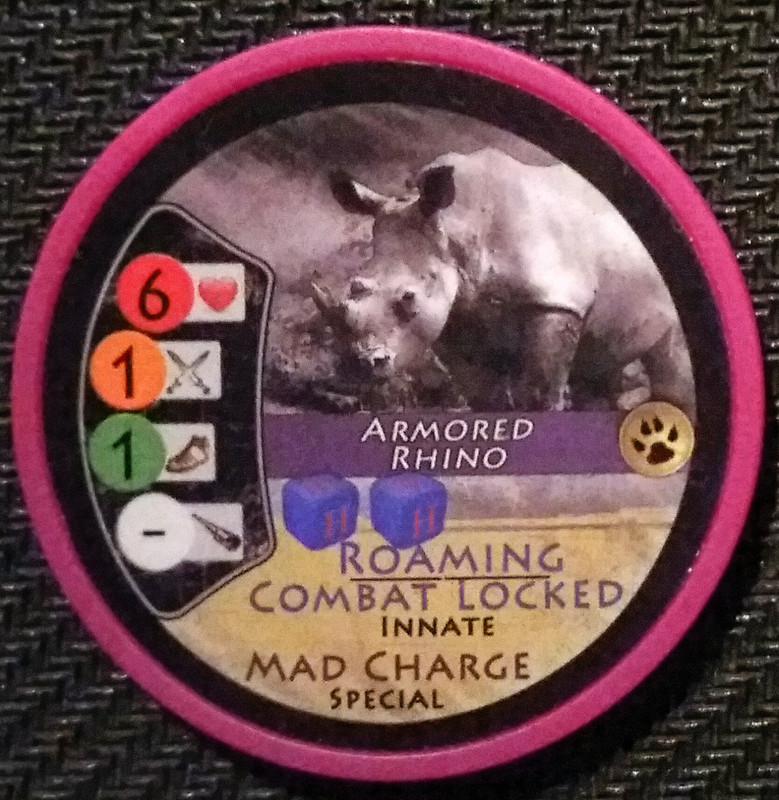 6
1
1
-
ARMORED
RHINO
H H
ROAMING
COMBAT LOCKED
INNATE
MAD CHARGE
SPECIAL